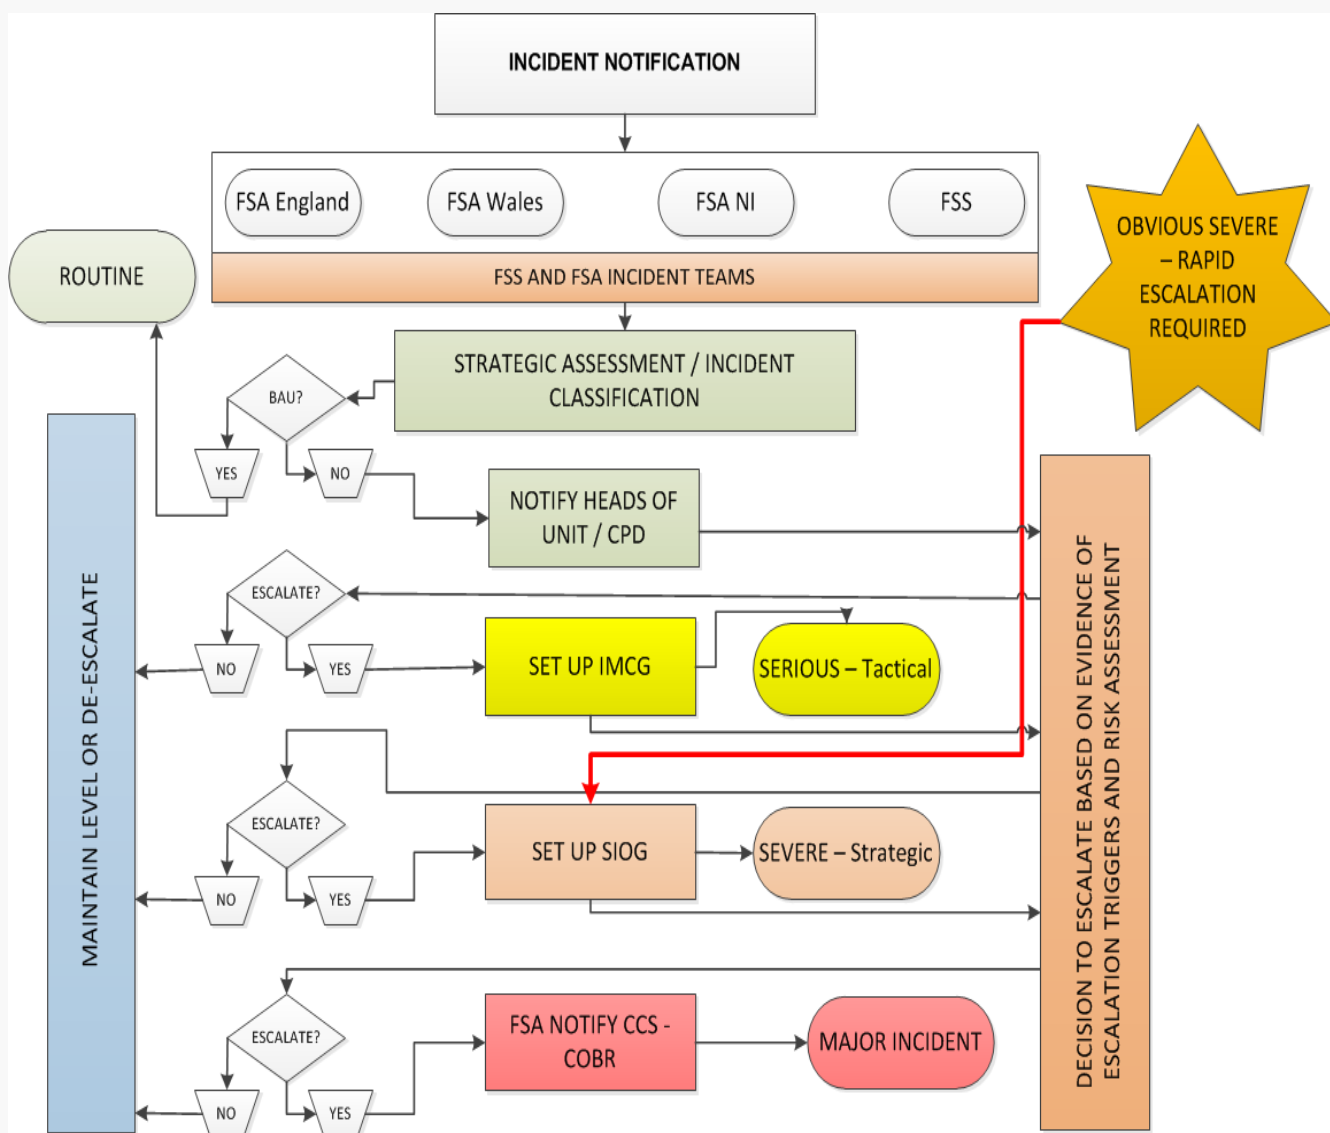 INCIDENT NOTIFICATION
FSA England
FSA Wales
FSA NI
FSS
FSS AND FSA INCIDENT TEAMS
OBVIOUS SEVERE
– RAPID
ESCALATION
REQUIRED
ROUTINE
STRATEGIC ASSESSMENT / INCIDENT
CLASSIFICATION
BAU?
YES
NO
NOTIFY HEADS OF
UNIT / CPD
ESCALATE?
NO
YES
SET UP IMCG
SERIOUS – Tactical
ESCALATE?
NO
YES
SET UP SIOG
SEVERE – Strategic
ESCALATE?
NO
YES
FSA NOTIFY CCS -
COBR
MAJOR INCIDENT
MAINTAIN LEVEL OR DE-ESCALATE
DECISION TO ESCALATE BASED ON EVIDENCE OF
ESCALATION TRIGGERS AND RISK ASSESSMENT